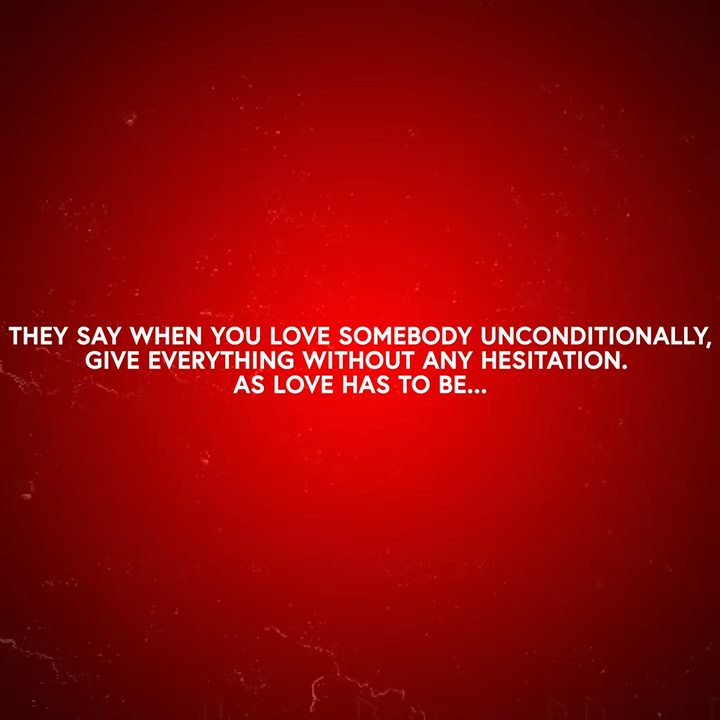 THEY SAY WHEN YOU LOVE SOMEBODY UNCONDITIONALLY,
GIVE EVERYTHING WITHOUT ANY HESITATION.
AS LOVE HAS TO BE...